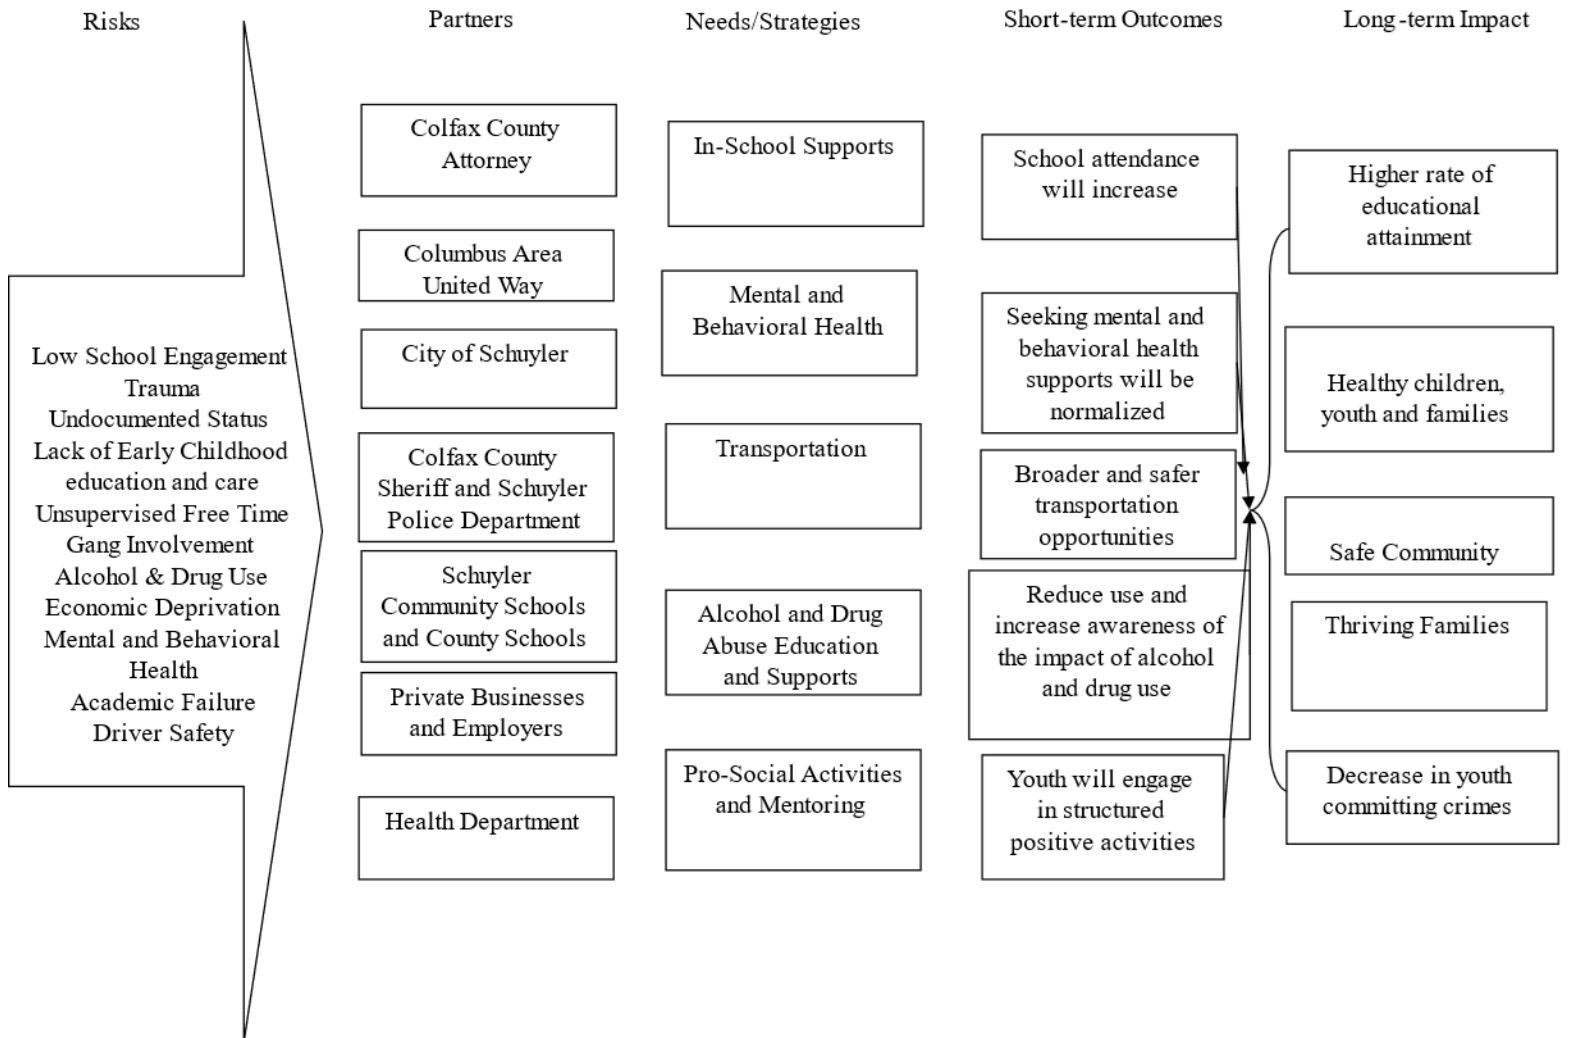 Risks
Partners
Needs/Strategies
Short-term Outcomes
Long-term Impact
Low School Engagement
Trauma
Undocumented Status
Lack of Early Childhood
education and care
Unsupervised Free Time
Gang Involvement
Alcohol & Drug Use
Economic Deprivation
Mental and Behavioral
Health
Academic Failure
Driver Safety
Colfax County
Attorney
Columbus Area
United Way
City of Schuyler
Colfax County
Sheriff and Schuyler
Police Department
Schuyler
Community Schools
and County Schools
Private Businesses
and Employers
Health Department
In-School Supports
Mental and
Behavioral Health
Transportation
Alcohol and Drug
Abuse Education
and Supports
Pro-Social Activities
and Mentoring
School attendance
will increase
Seeking mental and
behavioral health
supports will be
normalized
Broader and safer
transportation
opportunities
Reduce use and
increase awareness of
the impact of alcohol
and drug use
Youth will engage
in structured
positive activities
Higher rate of
educational
attainment
Healthy children,
youth and families
Safe Community
Thriving Families
Decrease in youth
committing crimes